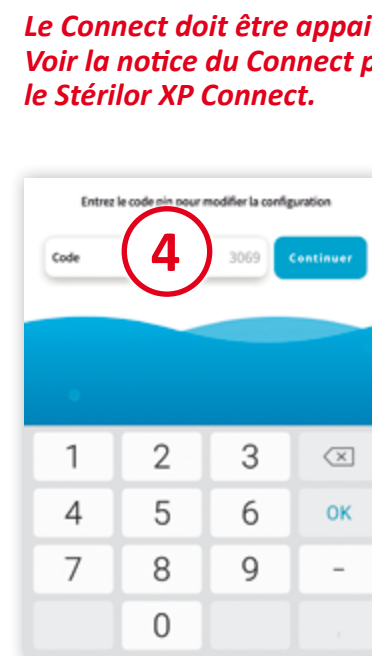 Le Connect doit être appai
Voir la notice du Connect p
le Stérilor XP Connect.
Entrez le code pin pour modifier la configuration
Code 4 3069 Continuer
1 2 3
4 5 6 OK
7 8 9 -
0 ,